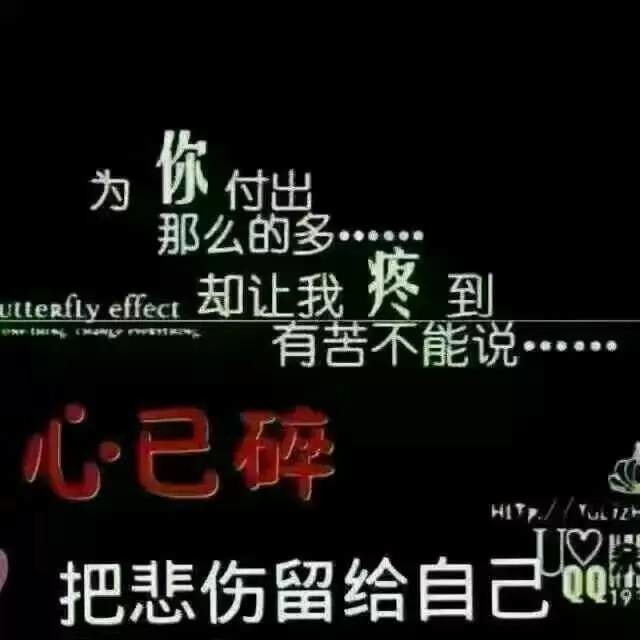 为你付出
那么的多……
却让我疼到
utterfly effect
有苦不能说……
心·已碎
U♡
QQ
把悲伤留给自己